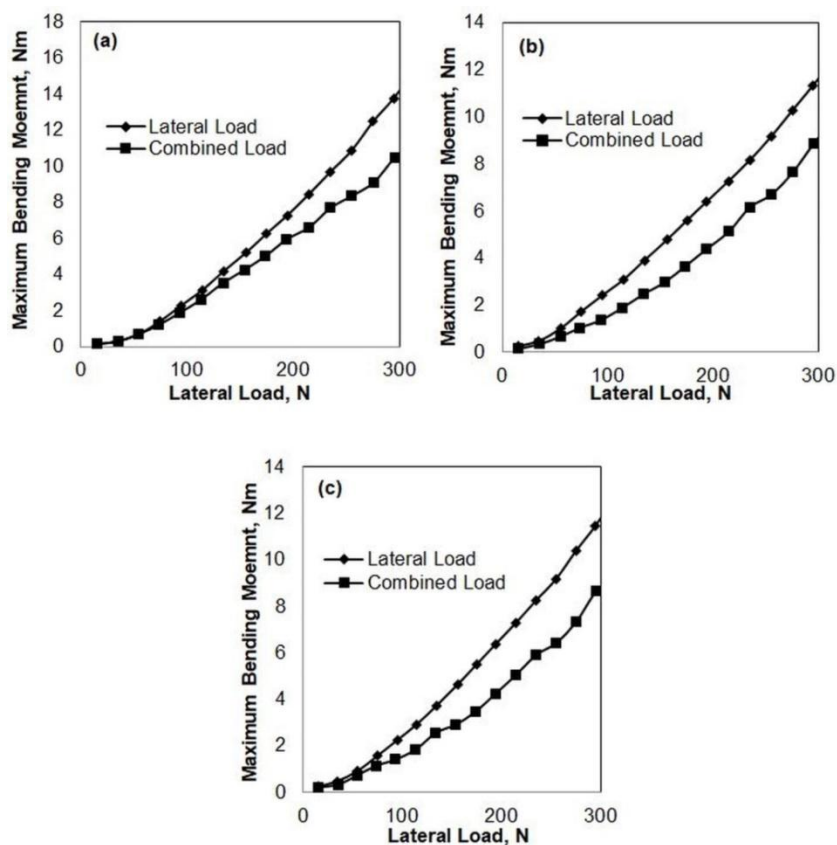 (a)
Maximum Bending Moemnt, Nm
18
16
14
12
10
8
6
4
2
0
Lateral Load
Combined Load
0 100 200 300
Lateral Load, N
(b)
Maximum Bending Moemnt, Nm
14
12
10
8
6
4
2
0
Lateral Load
Combined Load
0 100 200 300
Lateral Load, N
(c)
Maximum Bending Moemnt, Nm
14
12
10
8
6
4
2
0
Lateral Load
Combined Load
0 100 200 300
Lateral Load, N